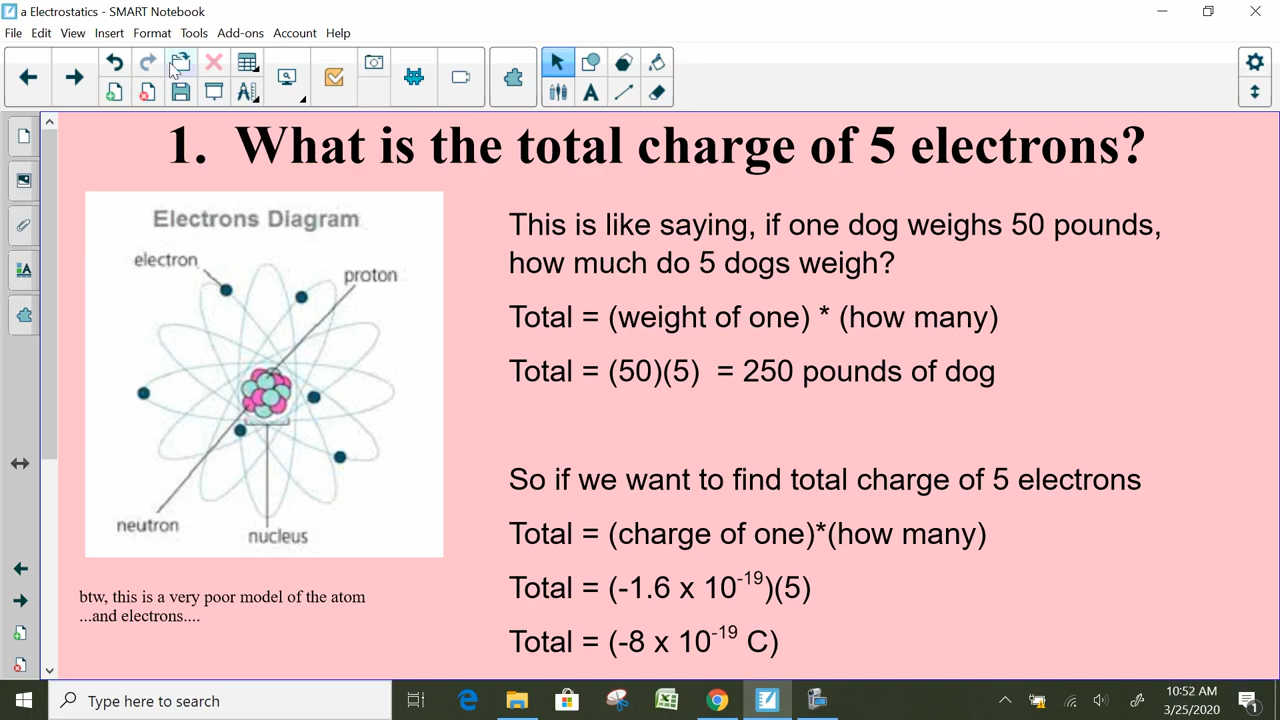 a Electrostatics - SMART Notebook
File Edit View Insert Format Tools Add-ons Account Help
1. What is the total charge of 5 electrons?
Electrons Diagram
electron
proton
neutron
nucleus
btw, this is a very poor model of the atom
...and electrons....
This is like saying, if one dog weighs 50 pounds,
how much do 5 dogs weigh?
Total = (weight of one) * (how many)
Total = (50)(5) = 250 pounds of dog
So if we want to find total charge of 5 electrons
Total = (charge of one)*(how many)
Total = (-1.6 x 10⁻¹⁹)(5)
Total = (-8 x 10⁻¹⁹ C)
Type here to search
10:52 AM
3/25/2020
1